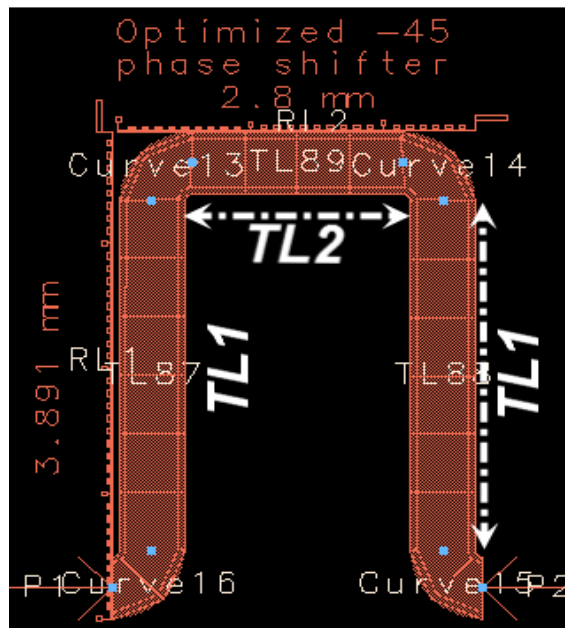 Optimized -45
phase shifter
2.8 mm
RL2
Curve13
TL89
Curve14
TL2
3.891 mm
RL1
TL87
TL1
TL88
TL1
P1
Curve16
Curve15
P2